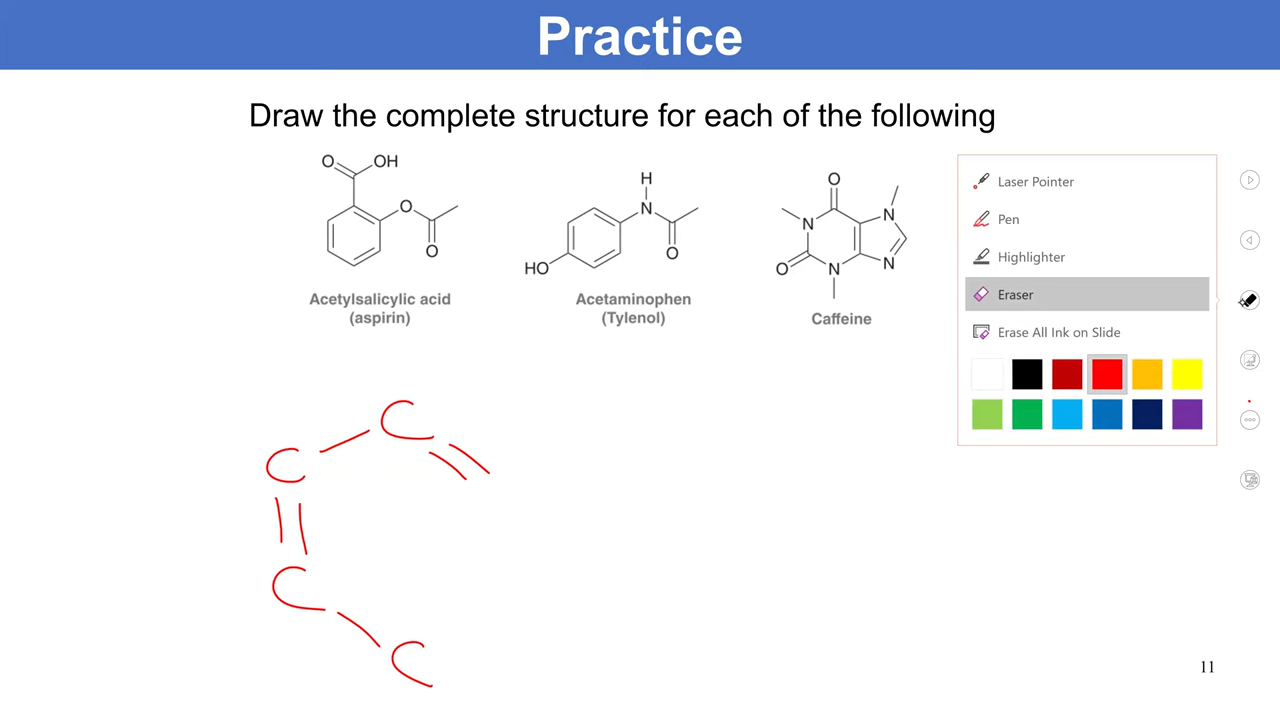 Practice
Draw the complete structure for each of the following
O
OH
O
O
Acetylsalicylic acid
(aspirin)
H
N
O
HO
Acetaminophen
(Tylenol)
O
N
N
O
N
N
Caffeine
Laser Pointer
Pen
Highlighter
Eraser
Erase All Ink on Slide
C
C
C
C
11